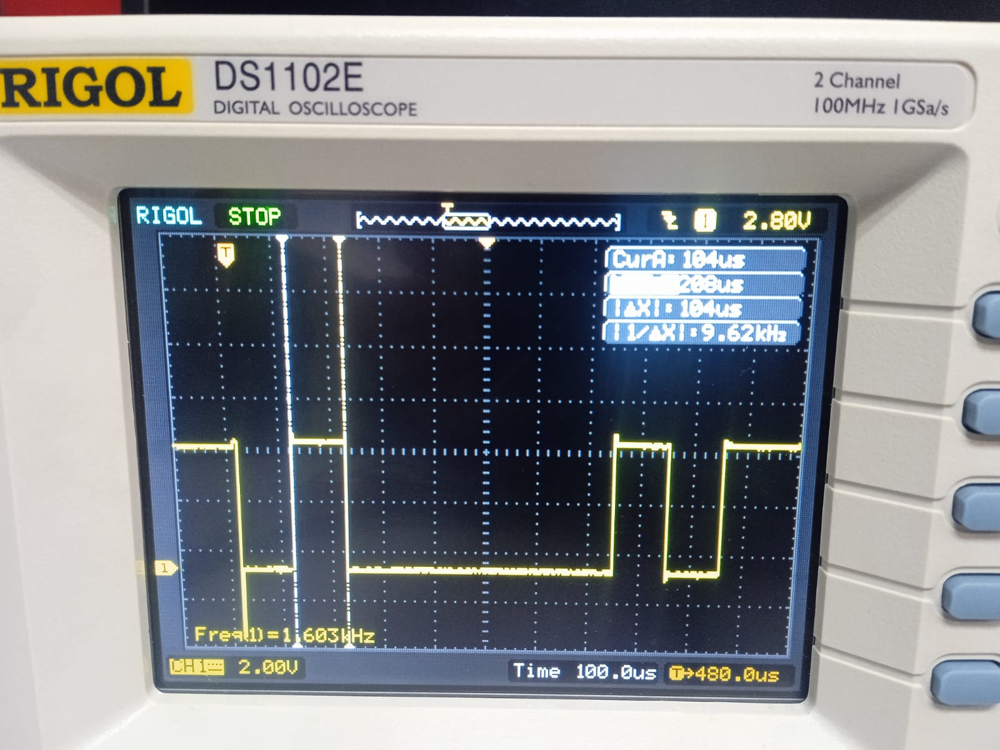 RIGOL DS1102E
DIGITAL OSCILLOSCOPE
2 Channel
100MHz 1GSa/s
RIGOL STOP T 1 2.80V
T
CurA: 104us
208us
|ΔX|: 104us
|1/ΔX|: 9.62kHz
1
Freq(1)=1.603kHz
CH1 2.00V Time 100.0us T→480.0us